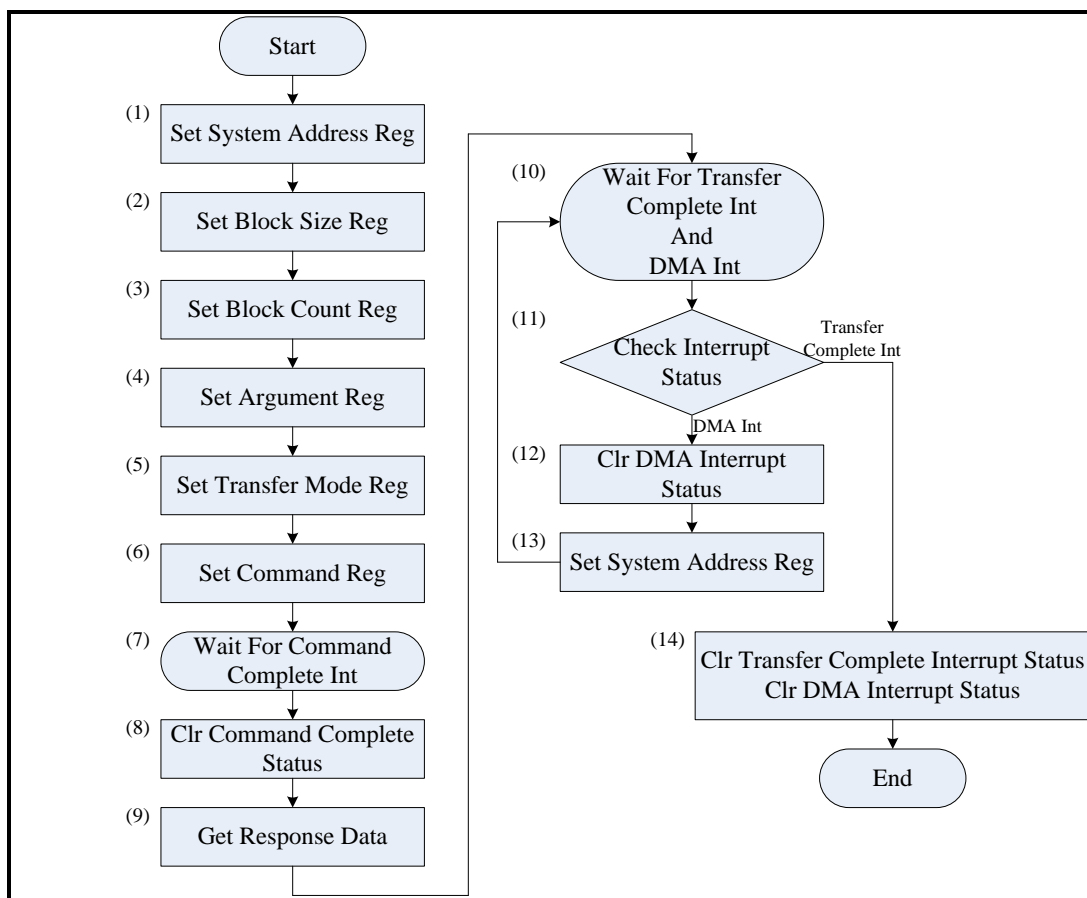 Start
(1)
Set System Address Reg
(2)
Set Block Size Reg
(3)
Set Block Count Reg
(4)
Set Argument Reg
(5)
Set Transfer Mode Reg
(6)
Set Command Reg
(7)
Wait For Command
Complete Int
(8)
Clr Command Complete
Status
(9)
Get Response Data
(10)
Wait For Transfer
Complete Int
And
DMA Int
(11)
Check Interrupt
Status
Transfer
Complete Int
DMA Int
(12)
Clr DMA Interrupt
Status
(13)
Set System Address Reg
(14)
Clr Transfer Complete Interrupt Status
Clr DMA Interrupt Status
End